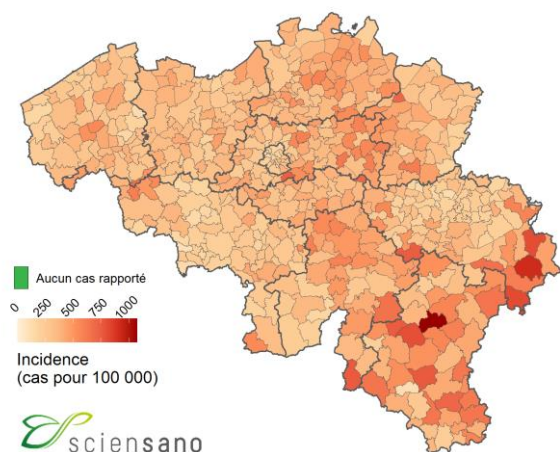 Aucun cas rapporté
0 250 500 750 1000
Incidence
(cas pour 100 000)
sciensano